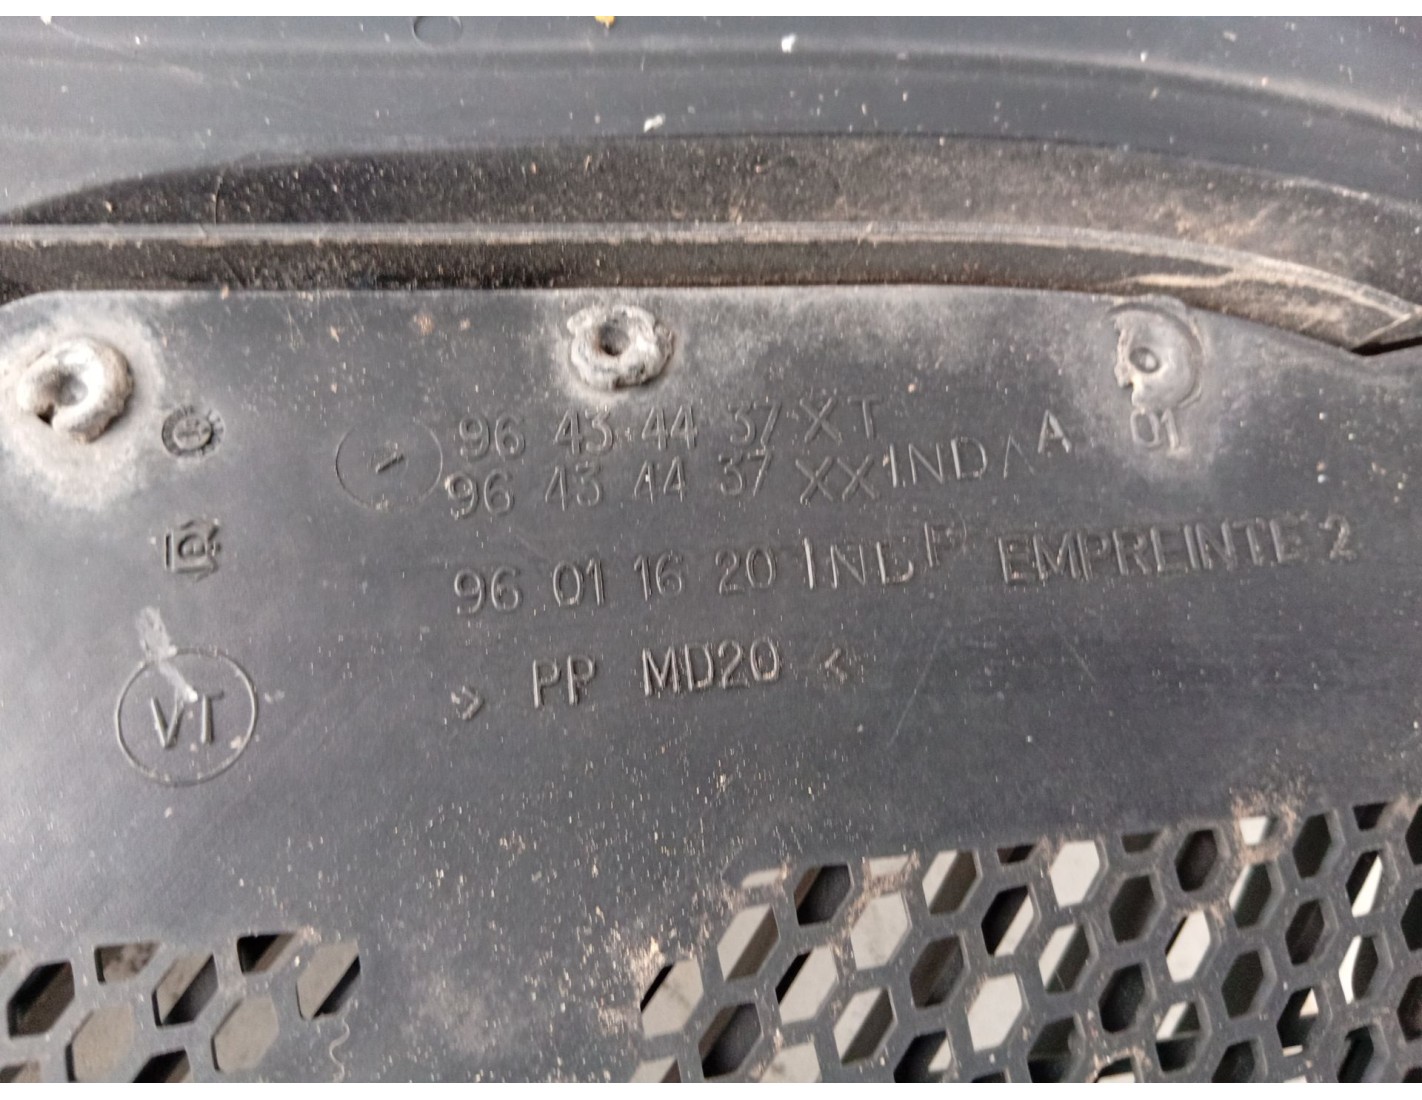 96 43 44 37 XT
96 43 44 37 XX IND A A
01
96 01 16 20 IND F EMPREINTE 2
> PP MD20 <
VT